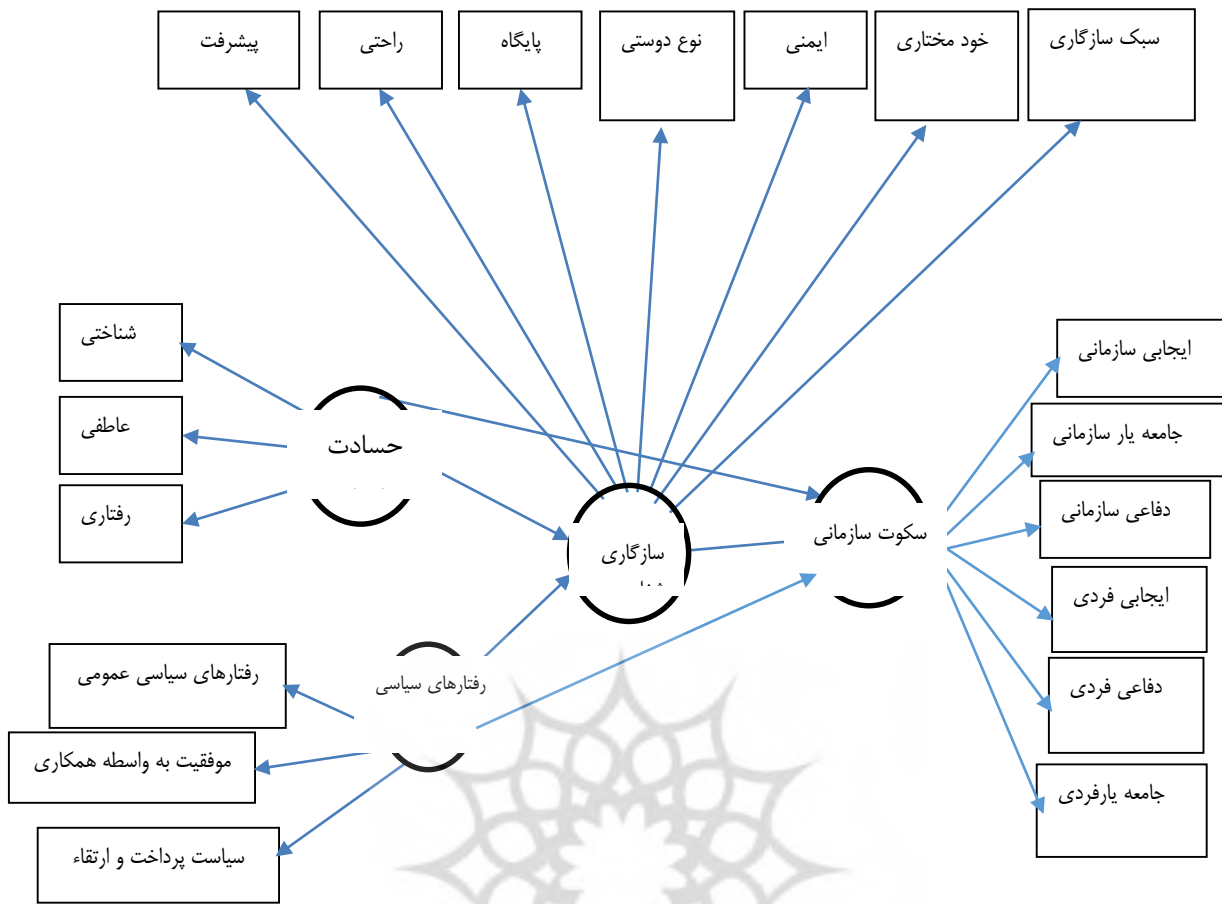 سبک سازگاری
خود مختاری
ایمنی
نوع دوستی
پایگاه
راحتی
پیشرفت
شناختی
عاطفی
رفتاری
حسادت
سازگاری
سکوت سازمانی
رفتارهای سیاسی
ایجابی سازمانی
جامعه یار سازمانی
دفاعی سازمانی
ایجابی فردی
دفاعی فردی
جامعه یارفردی
رفتارهای سیاسی عمومی
موفقیت به واسطه همکاری
سیاست پرداخت و ارتقاء